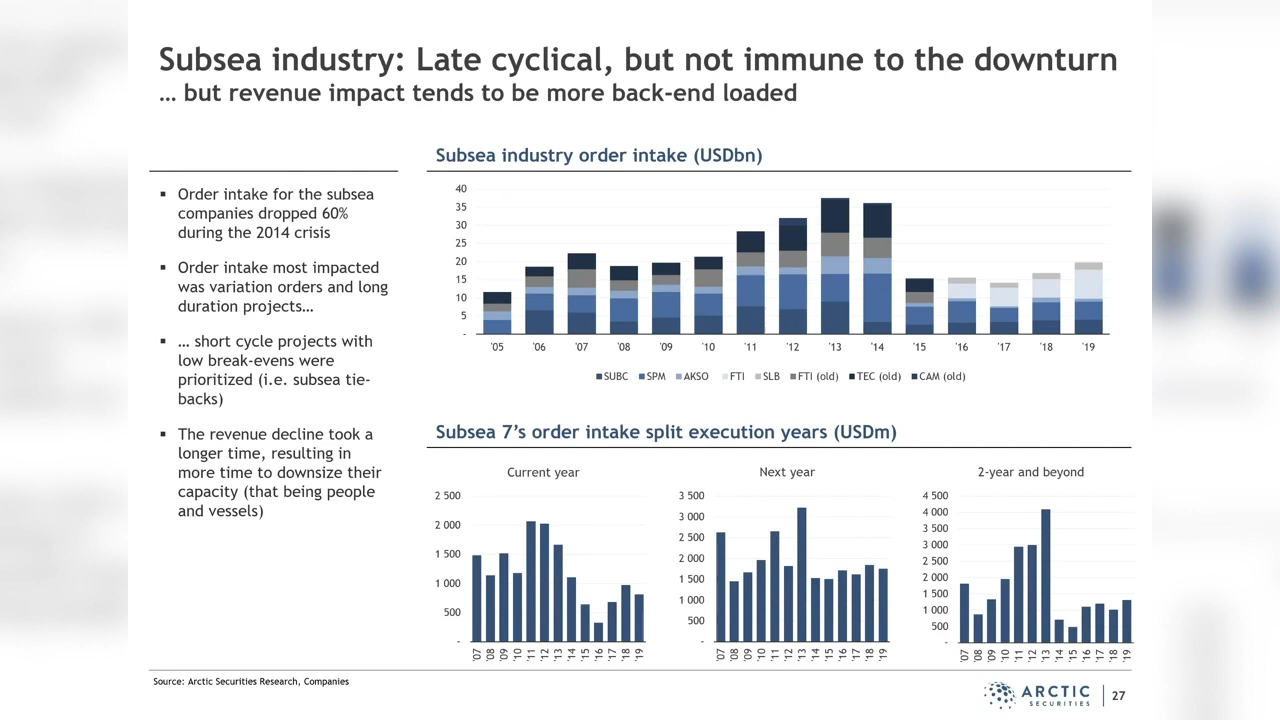 Subsea industry: Late cyclical, but not immune to the downturn
… but revenue impact tends to be more back-end loaded
▪ Order intake for the subsea
companies dropped 60%
during the 2014 crisis
▪ Order intake most impacted
was variation orders and long
duration projects…
▪ … short cycle projects with
low break-evens were
prioritized (i.e. subsea tie-
backs)
▪ The revenue decline took a
longer time, resulting in
more time to downsize their
capacity (that being people
and vessels)
Subsea industry order intake (USDbn)
40
35
30
25
20
15
10
5
-
'05 '06 '07 '08 '09 '10 '11 '12 '13 '14 '15 '16 '17 '18 '19
SUBC SPM AKSO FTI SLB FTI (old) TEC (old) CAM (old)
Subsea 7’s order intake split execution years (USDm)
Current year
2 500
2 000
1 500
1 000
500
-
'07 '08 '09 '10 '11 '12 '13 '14 '15 '16 '17 '18 '19
Next year
3 500
3 000
2 500
2 000
1 500
1 000
500
-
'07 '08 '09 '10 '11 '12 '13 '14 '15 '16 '17 '18 '19
2-year and beyond
4 500
4 000
3 500
3 000
2 500
2 000
1 500
1 000
500
-
'07 '08 '09 '10 '11 '12 '13 '14 '15 '16 '17 '18 '19
Source: Arctic Securities Research, Companies
ARCTIC
SECURITIES
27